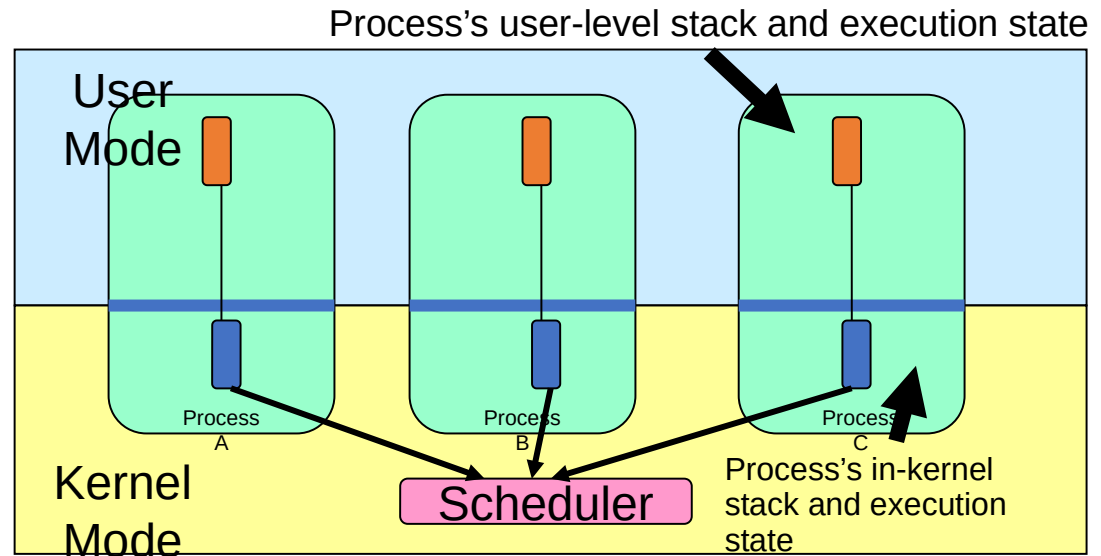 Process’s user-level stack and execution state
User
Mode
Process
A
Process
B
Process
C
Kernel
Mode
Scheduler
Process’s in-kernel
stack and execution
state